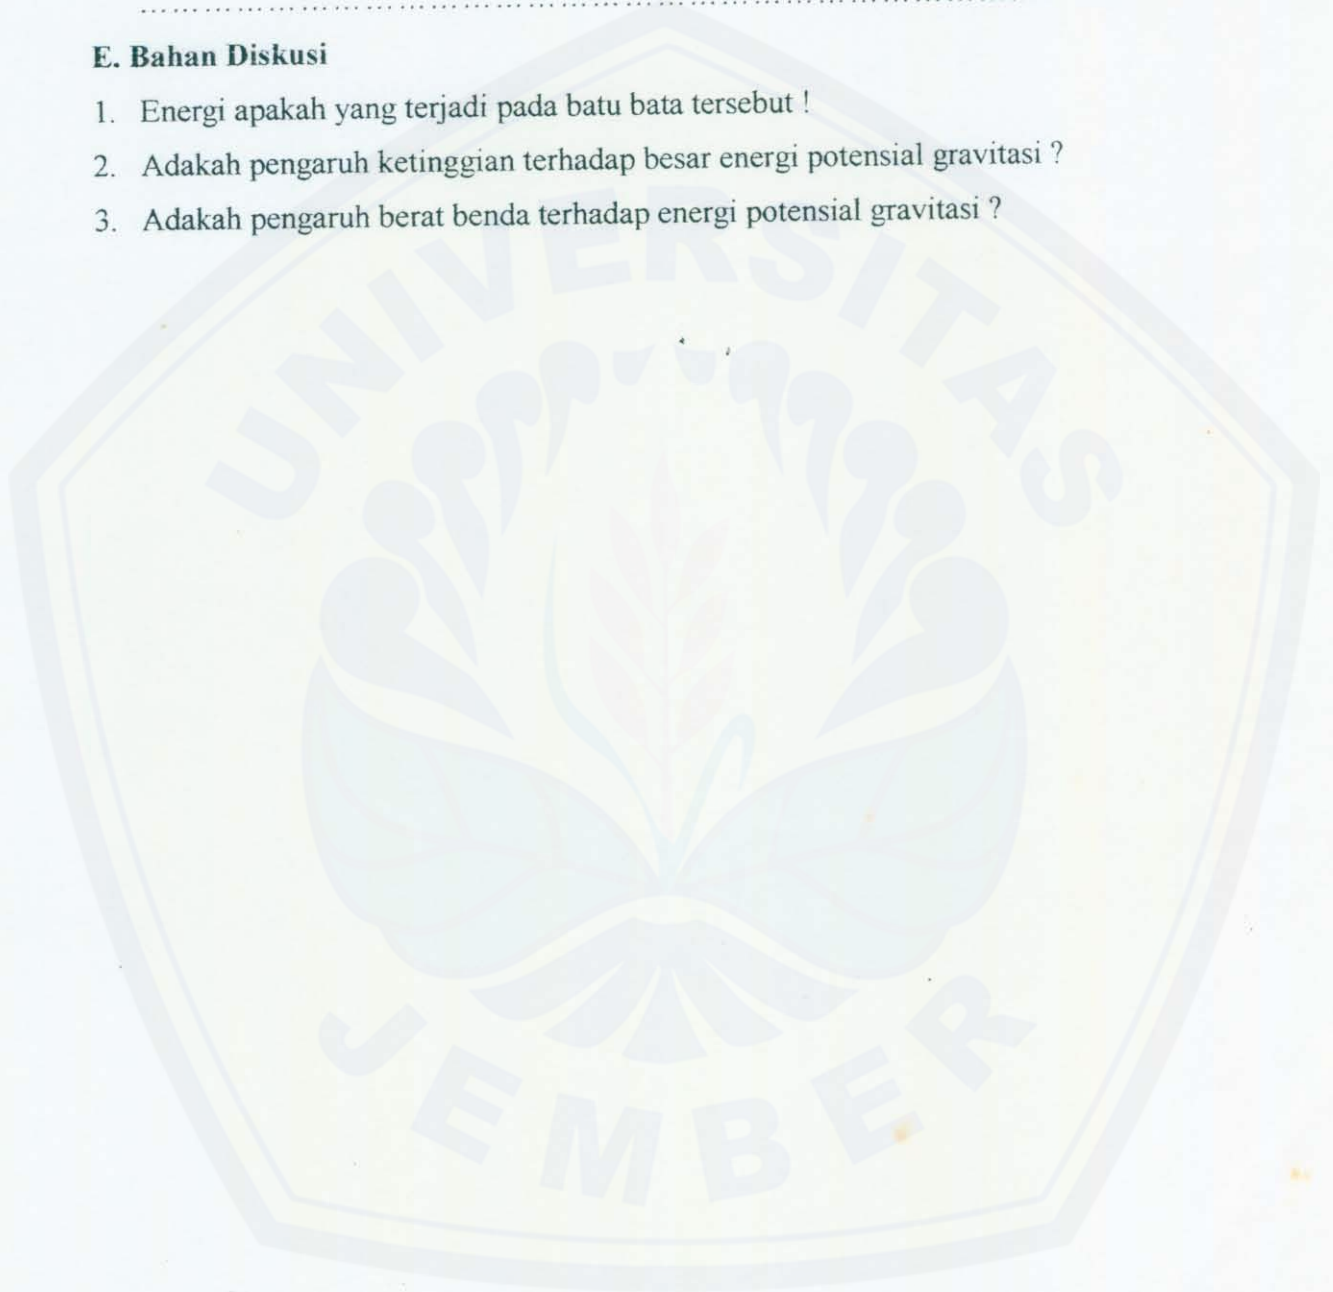 E. Bahan Diskusi
1. Energi apakah yang terjadi pada batu bata tersebut !
2. Adakah pengaruh ketinggian terhadap besar energi potensial gravitasi ?
3. Adakah pengaruh berat benda terhadap energi potensial gravitasi ?
UNIVERSITAS
JEMBER